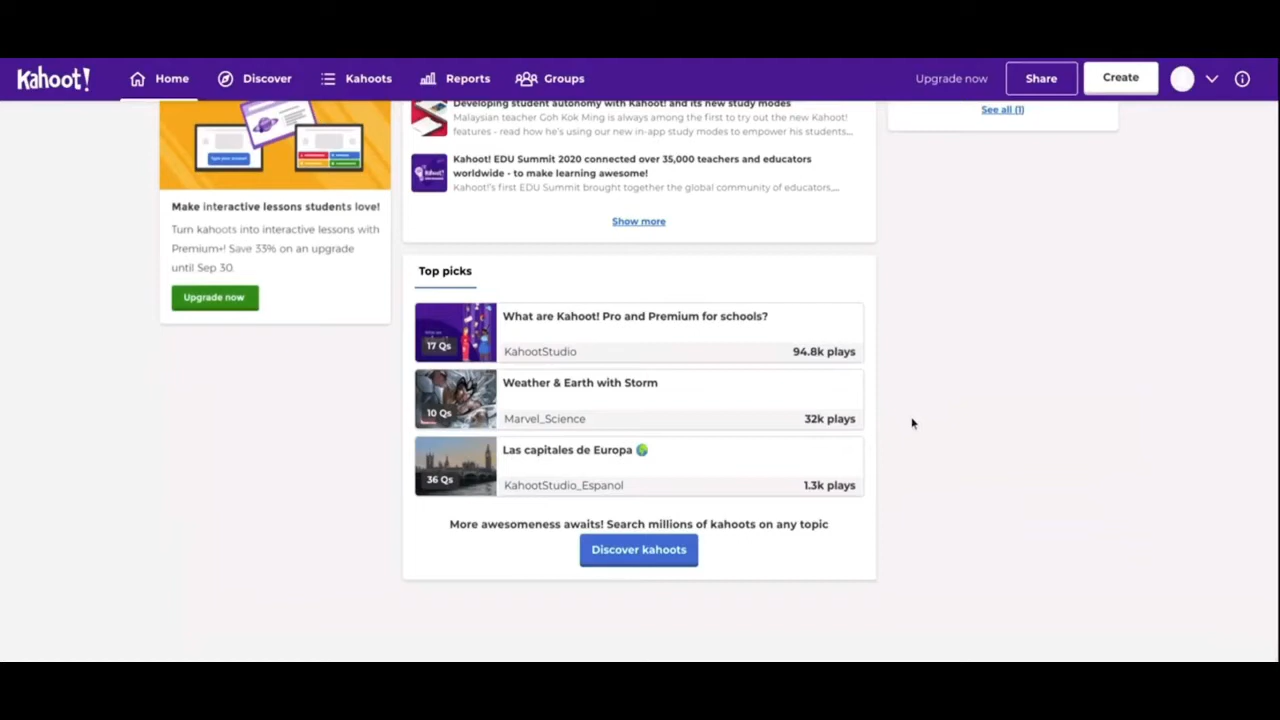 Kahoot!
Home
Discover
Kahoots
Reports
Groups
Upgrade now
Share
Create
Make interactive lessons students love!
Turn kahoots into interactive lessons with
Premium+! Save 33% on an upgrade
until Sep 30.
Upgrade now
Developing student autonomy with Kahoot! and its new study modes
Malaysian teacher Goh Kok Ming is always among the first to try out the new Kahoot!
features - read how he's using our new in-app study modes to empower his students...
Kahoot! EDU Summit 2020 connected over 35,000 teachers and educators
worldwide - to make learning awesome!
Kahoot!'s first EDU Summit brought together the global community of educators,...
Show more
See all (1)
Top picks
17 Qs
What are Kahoot! Pro and Premium for schools?
KahootStudio
94.8k plays
10 Qs
Weather & Earth with Storm
Marvel_Science
32k plays
36 Qs
Las capitales de Europa 🌍
KahootStudio_Espanol
1.3k plays
More awesomeness awaits! Search millions of kahoots on any topic
Discover kahoots